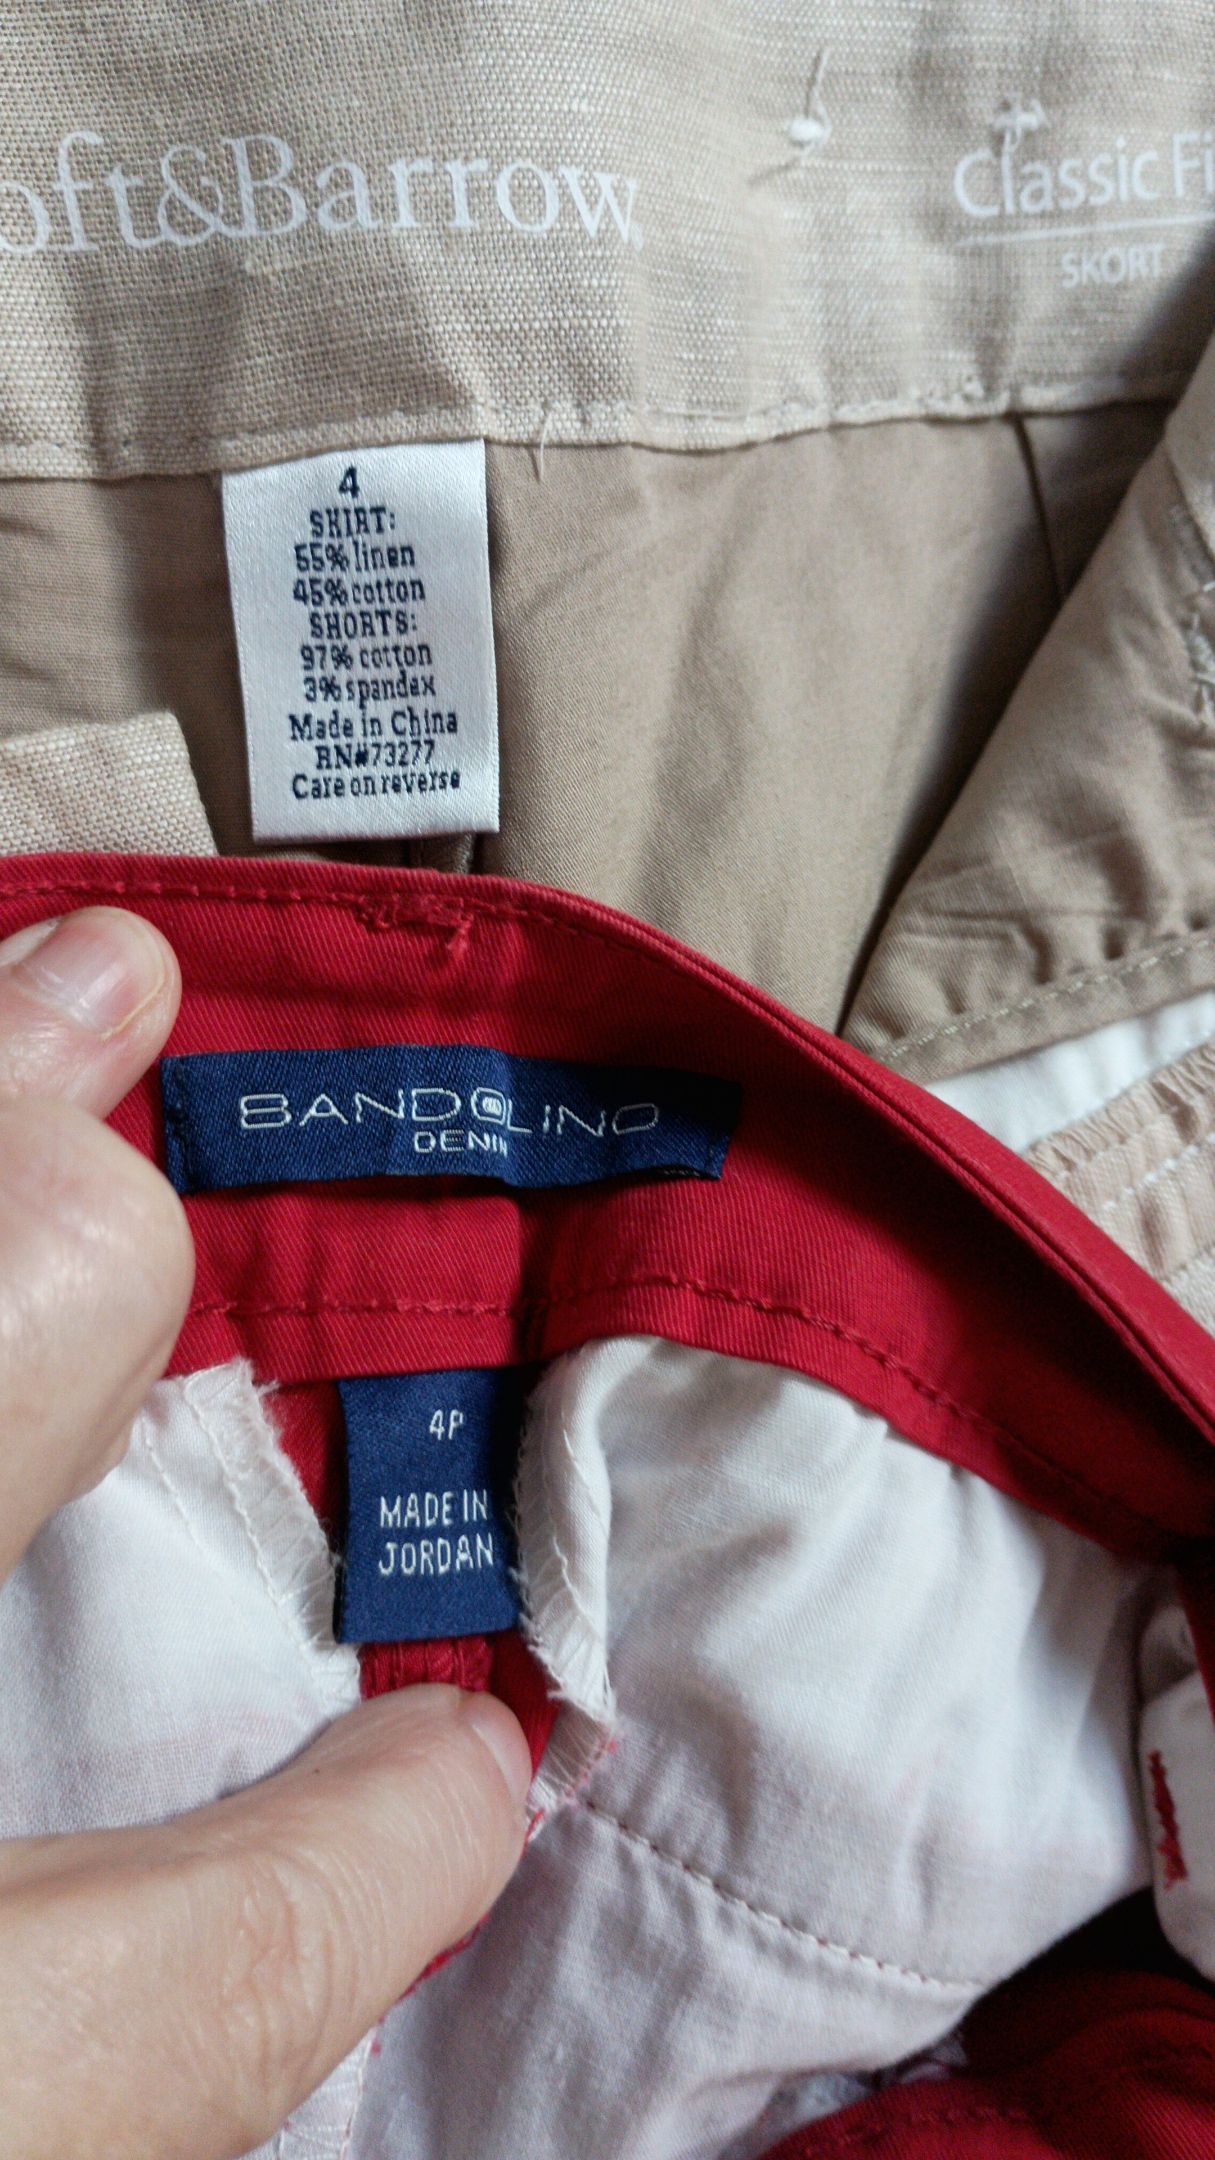 oft&Barrow
Classic Fi
SKORT
4
SKIRT:
55% linen
45% cotton
SHORTS:
97% cotton
3% spandex
Made in China
RN#73277
Care on reverse
BANDOLINO
DENIM
4P
MADE IN
JORDAN